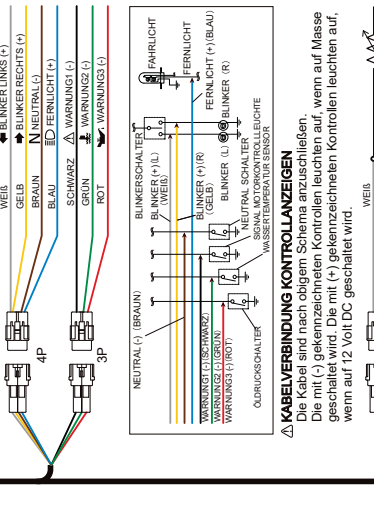 WEIß
BLINKER LINKS (+)
GELB
BLINKER RECHTS (+)
BRAUN
N NEUTRAL (-)
BLAU
FERNLICHT (+)
SCHWARZ
WARNUNG1 (-)
GRÜN
WARNUNG2 (-)
ROT
WARNUNG3 (-)
4P
3P
FAHRLICHT
FERNLICHT
FERNLICHT (+)(BLAU)
BLINKERSCHALTER
BLINKER (+)(L)
(WEIß)
BLINKER (R)
BLINKER (L)
BLINKER (+)(R)
(GELB)
NEUTRAL (-) (BRAUN)
NEUTRAL SCHALTER
SIGNAL MOTORKONTROLLLEUCHTE
WASSERTEMPERATUR SENSOR
WARNUNG1 (-)(SCHWARZ)
WARNUNG2 (-)(GRÜN)
WARNUNG3 (-)(ROT)
ÖLDRUCKSCHALTER
KABELVERBINDUNG KONTROLLANZEIGEN
Die Kabel sind nach obigem Schema anzuschließen.
Die mit (-) gekennzeichneten Kontrollen leuchten auf, wenn auf Masse
geschaltet wird. Die mit (+) gekennzeichneten Kontrollen leuchten auf,
wenn auf 12 Volt DC geschaltet wird.
WEIß